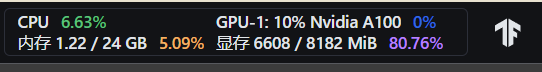 CPU 6.63% GPU-1: 10% Nvidia A100 0%
内存 1.22 / 24 GB 5.09% 显存 6608 / 8182 MiB 80.76%